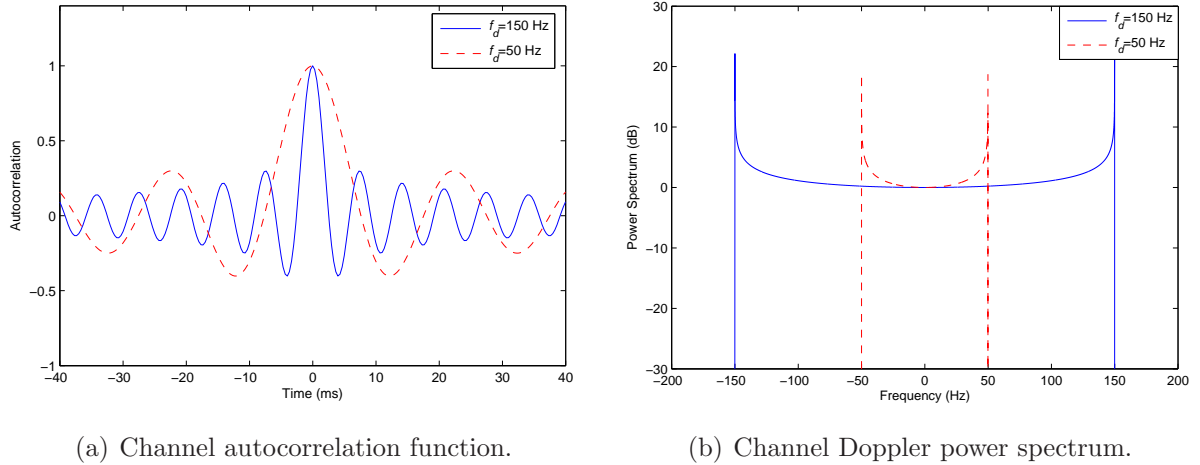 f_d=150 Hz
f_d=50 Hz
1
0.5
0
−0.5
−1
Autocorrelation
−40 −30 −20 −10 0 10 20 30 40
Time (ms)
(a) Channel autocorrelation function.
f_d=150 Hz
f_d=50 Hz
30
20
10
0
−10
−20
−30
Power Spectrum (dB)
−200 −150 −100 −50 0 50 100 150 200
Frequency (Hz)
(b) Channel Doppler power spectrum.